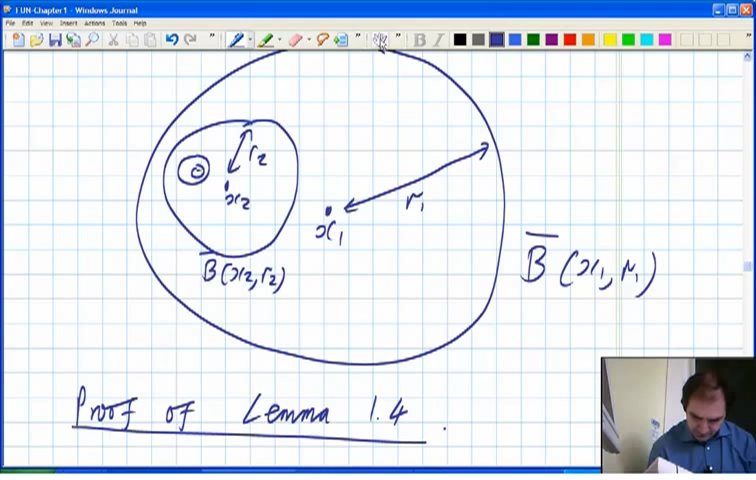 FUN-Chapter1 - Windows Journal
File Edit View Insert Actions Tools Help
B I
r₂
x₂
r₁
x₁
B̅(x₂,r₂)
B̅ (x₁, r₁)
Proof of Lemma 1.4.